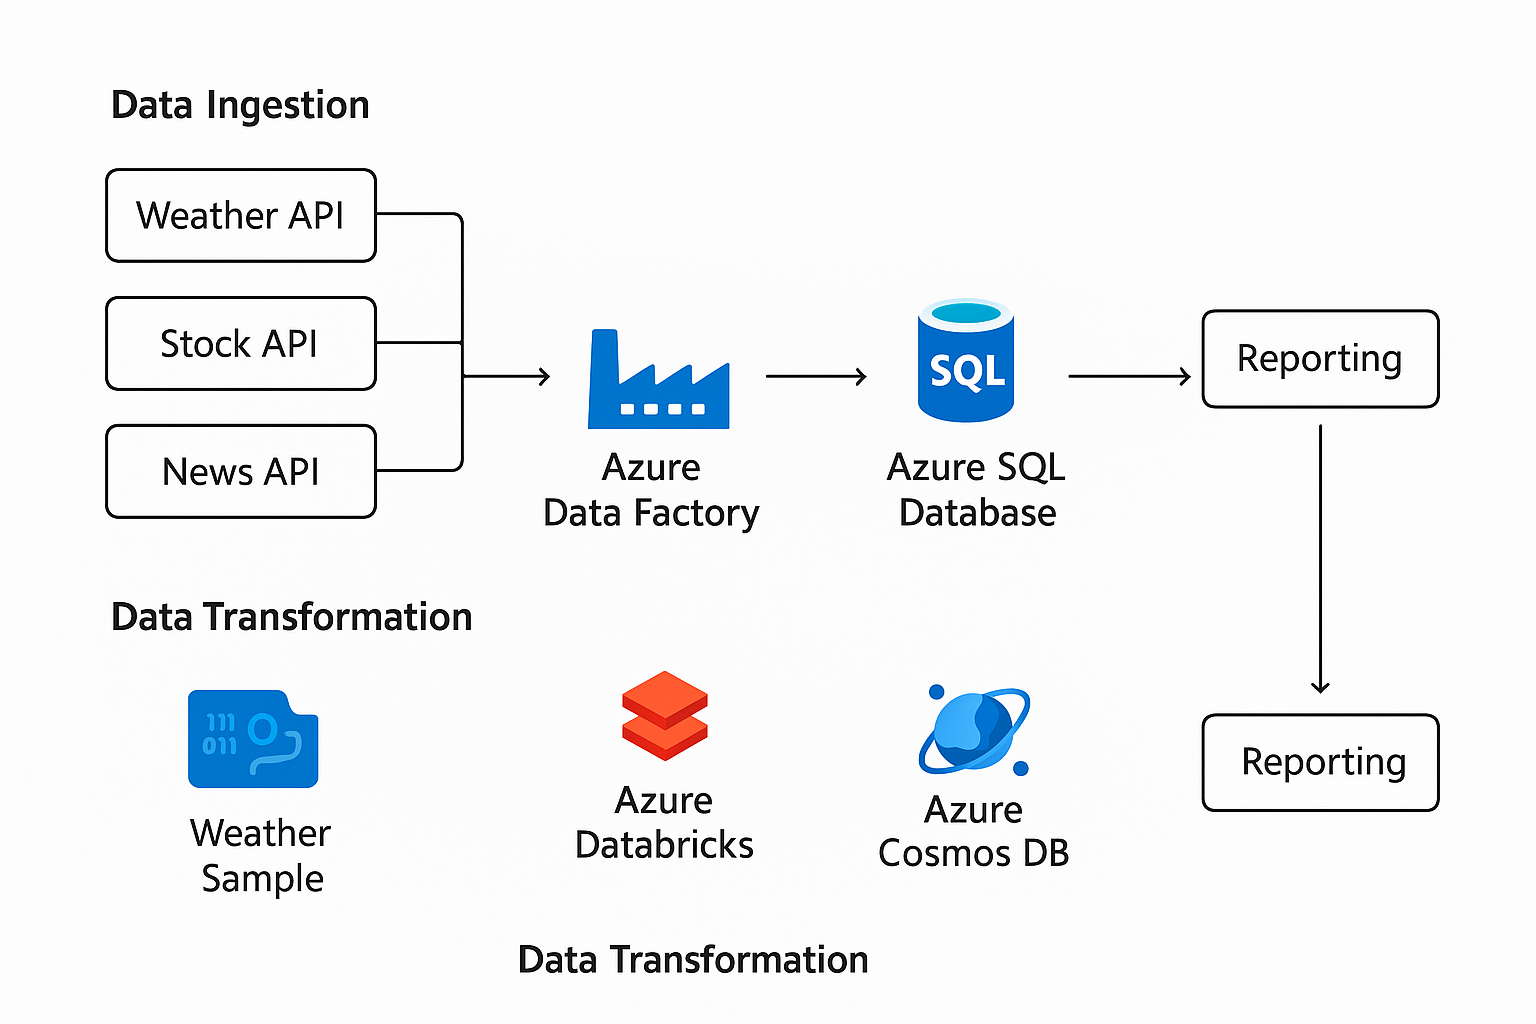 Data Ingestion
Weather API
Stock API
News API
Azure
Data Factory
SQL
Azure SQL
Database
Reporting
Data Transformation
111
011
Weather
Sample
Azure
Databricks
Azure
Cosmos DB
Reporting
Data Transformation